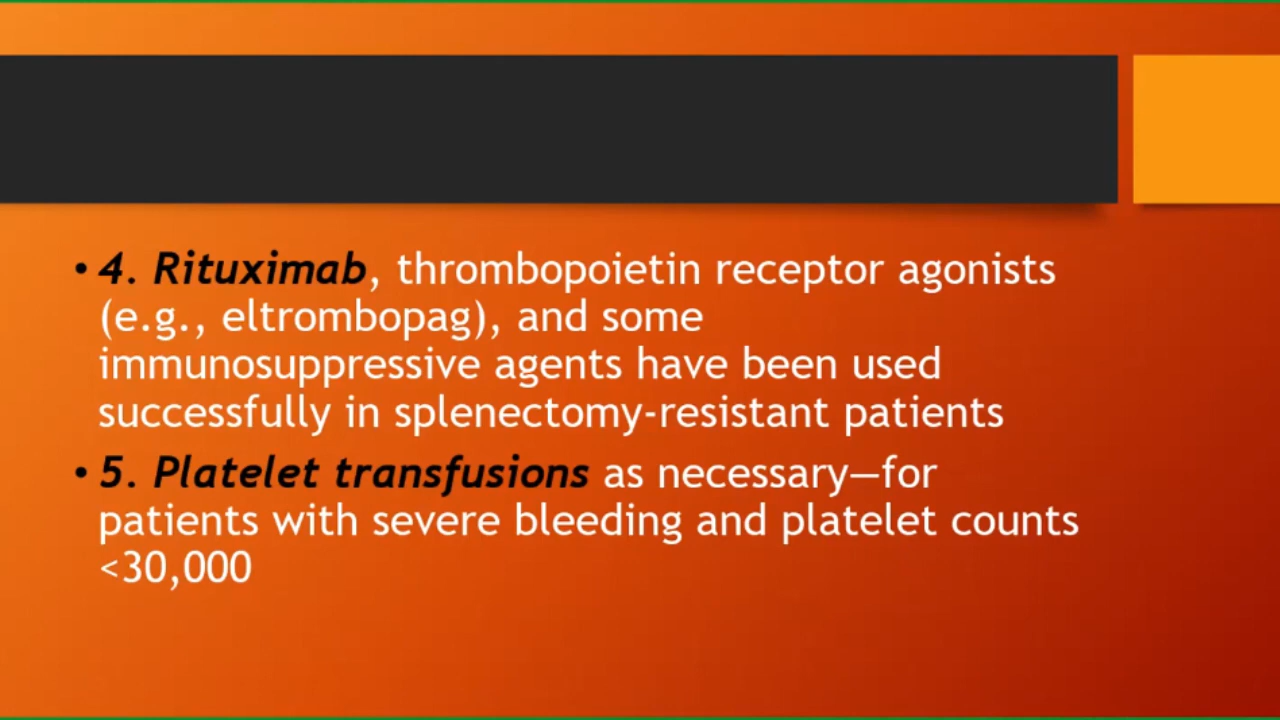 • 4. Rituximab, thrombopoietin receptor agonists
(e.g., eltrombopag), and some
immunosuppressive agents have been used
successfully in splenectomy-resistant patients
• 5. Platelet transfusions as necessary—for
patients with severe bleeding and platelet counts
<30,000